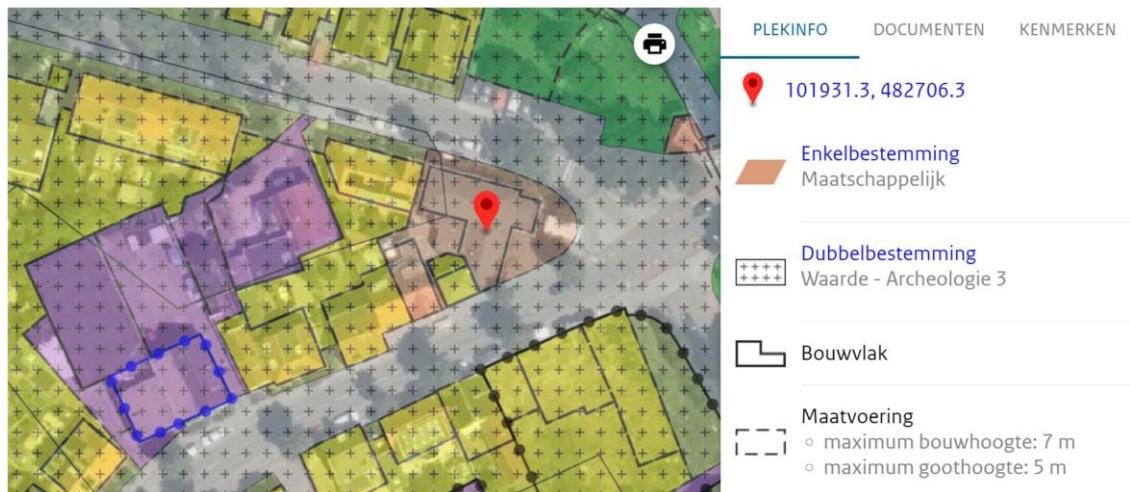 PLEKINFO DOCUMENTEN KENMERKEN
101931.3, 482706.3
Enkelbestemming
Maatschappelijk
Dubbelbestemming
Waarde - Archeologie 3
Bouwvlak
Maatvoering
maximum bouwhoogte: 7 m
maximum goothoogte: 5 m